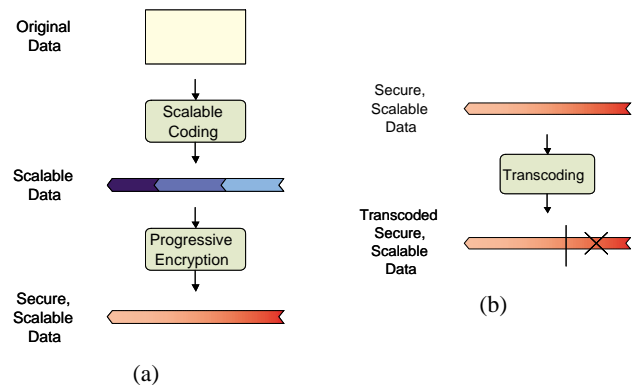 Original
Data
Scalable
Coding
Scalable
Data
Progressive
Encryption
Secure,
Scalable
Data
(a)
Secure,
Scalable
Data
Transcoding
Transcoded
Secure,
Scalable
Data
(b)